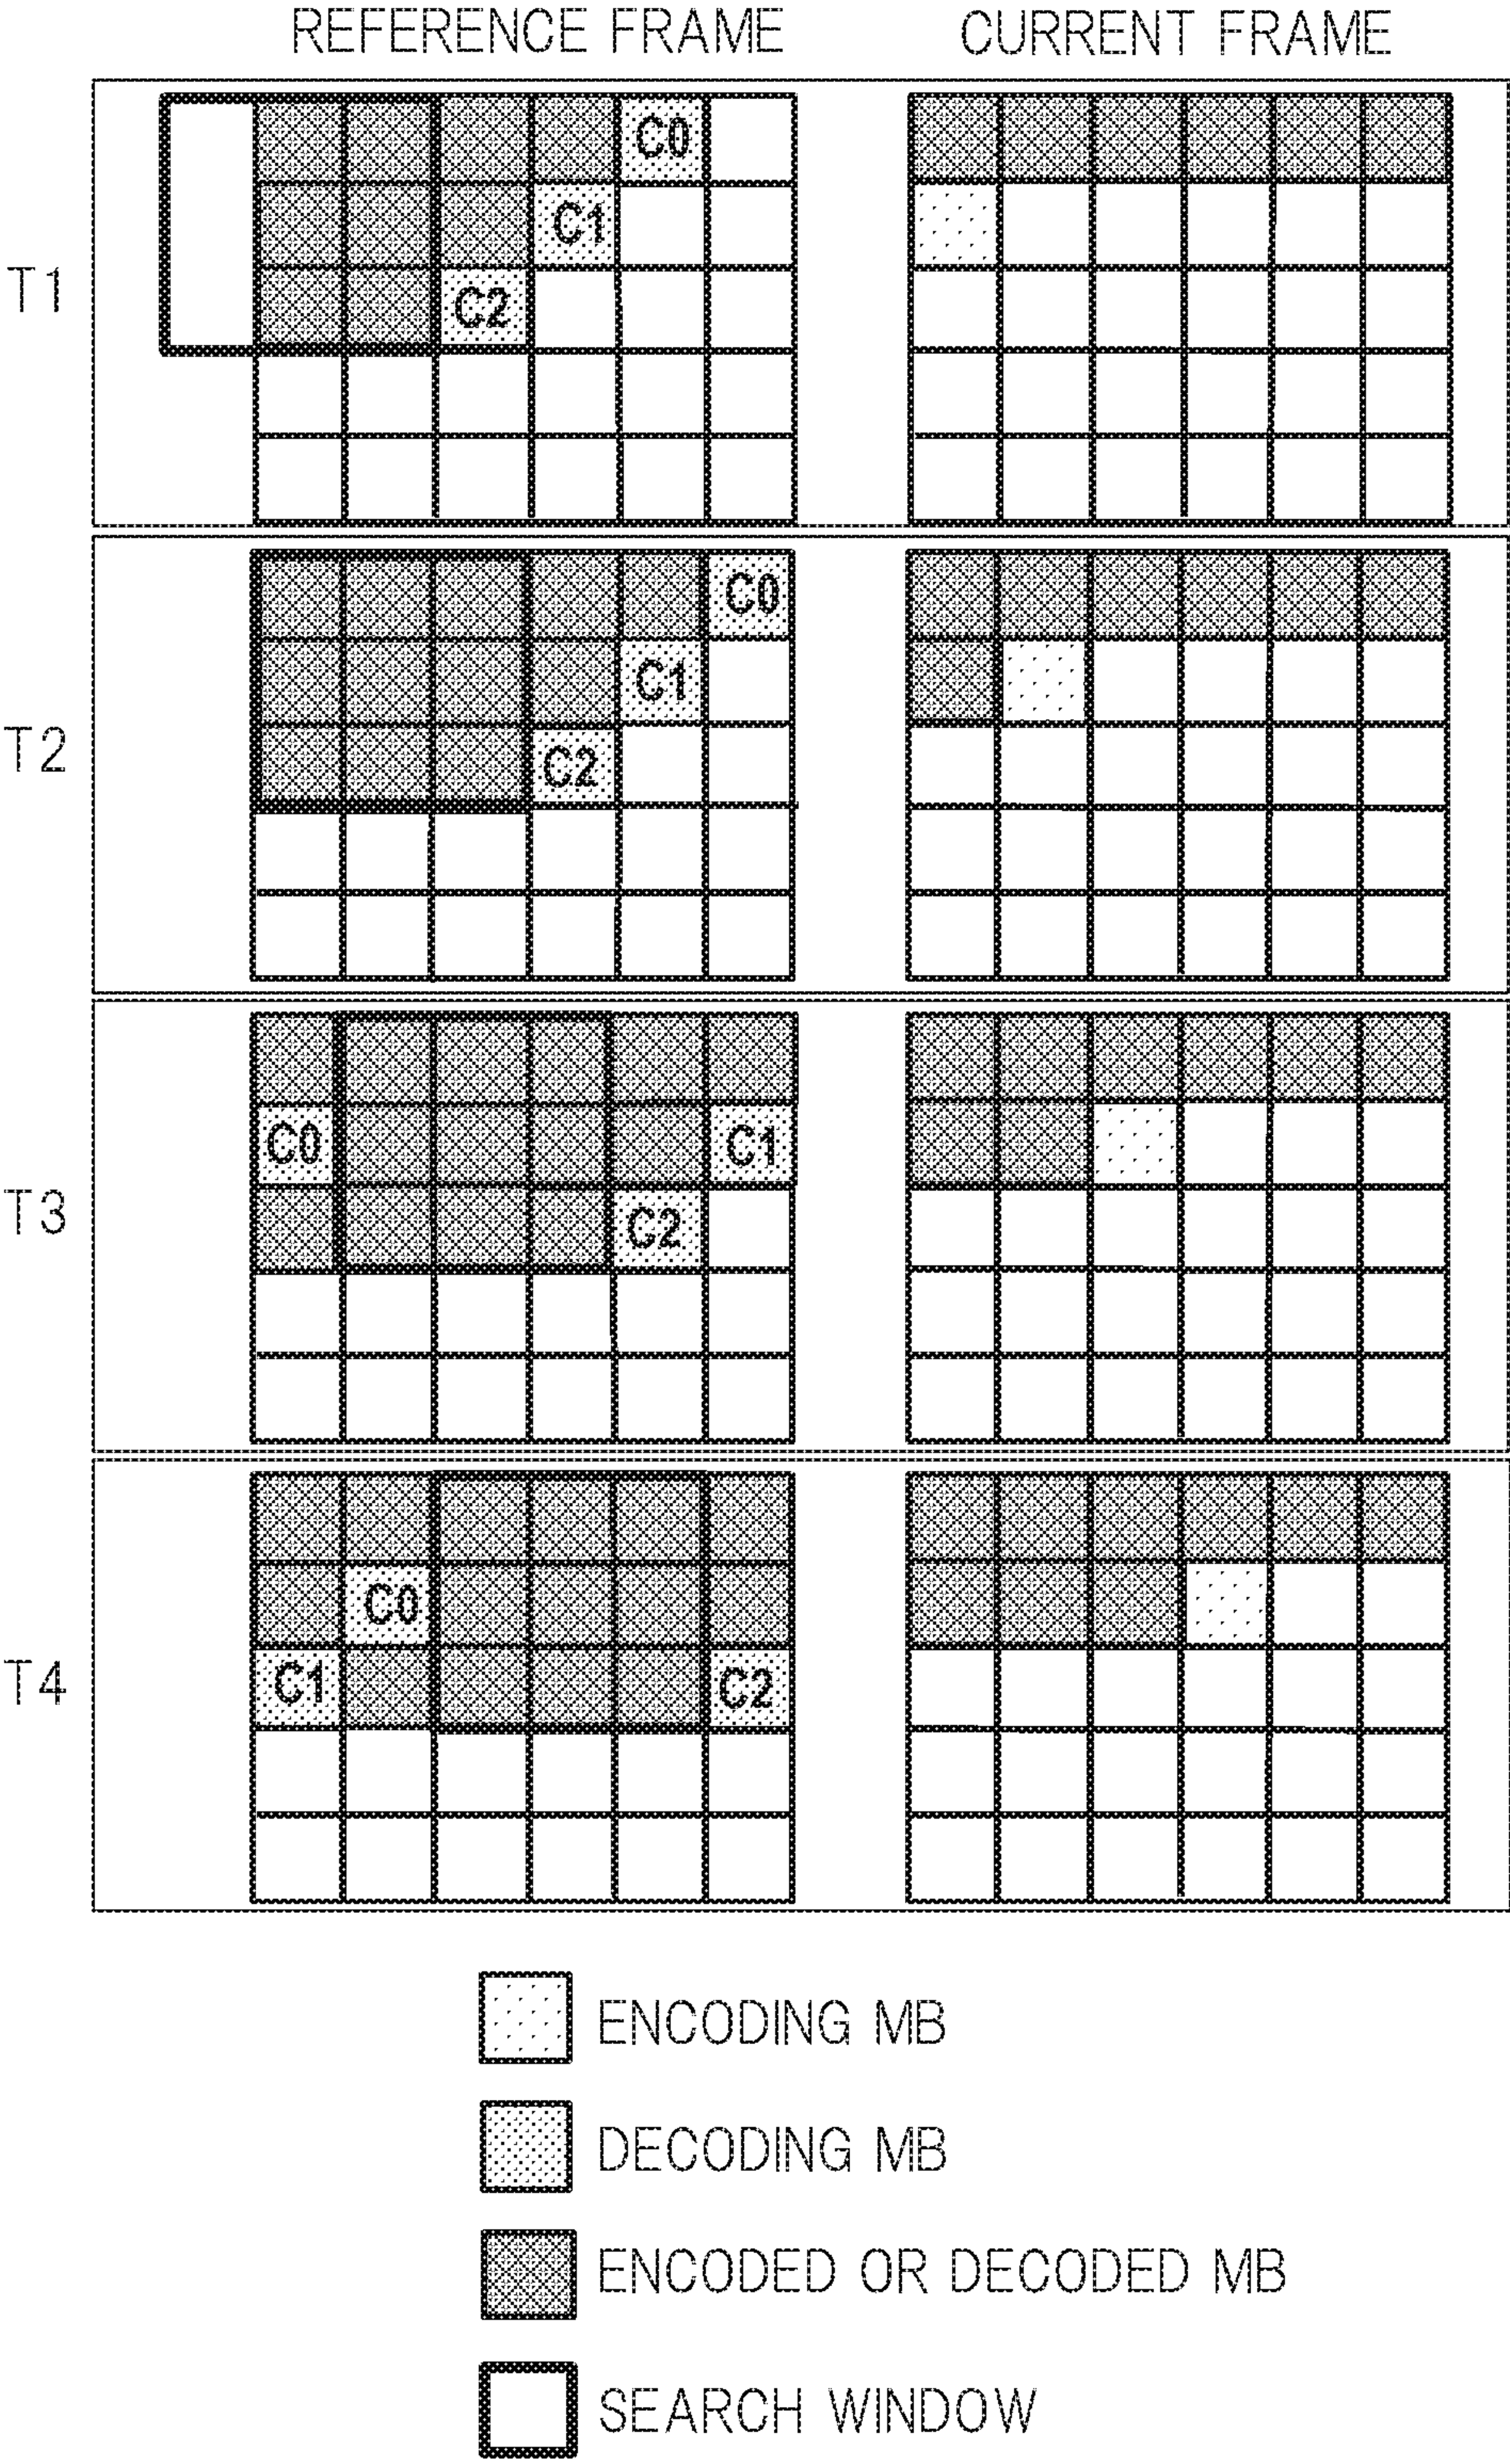 REFERENCE FRAME CURRENT FRAME
T1
C0
C1
C2
T2
C0
C1
C2
T3
C0 C1
C2
T4
C0
C1 C2
ENCODING MB
DECODING MB
ENCODED OR DECODED MB
SEARCH WINDOW